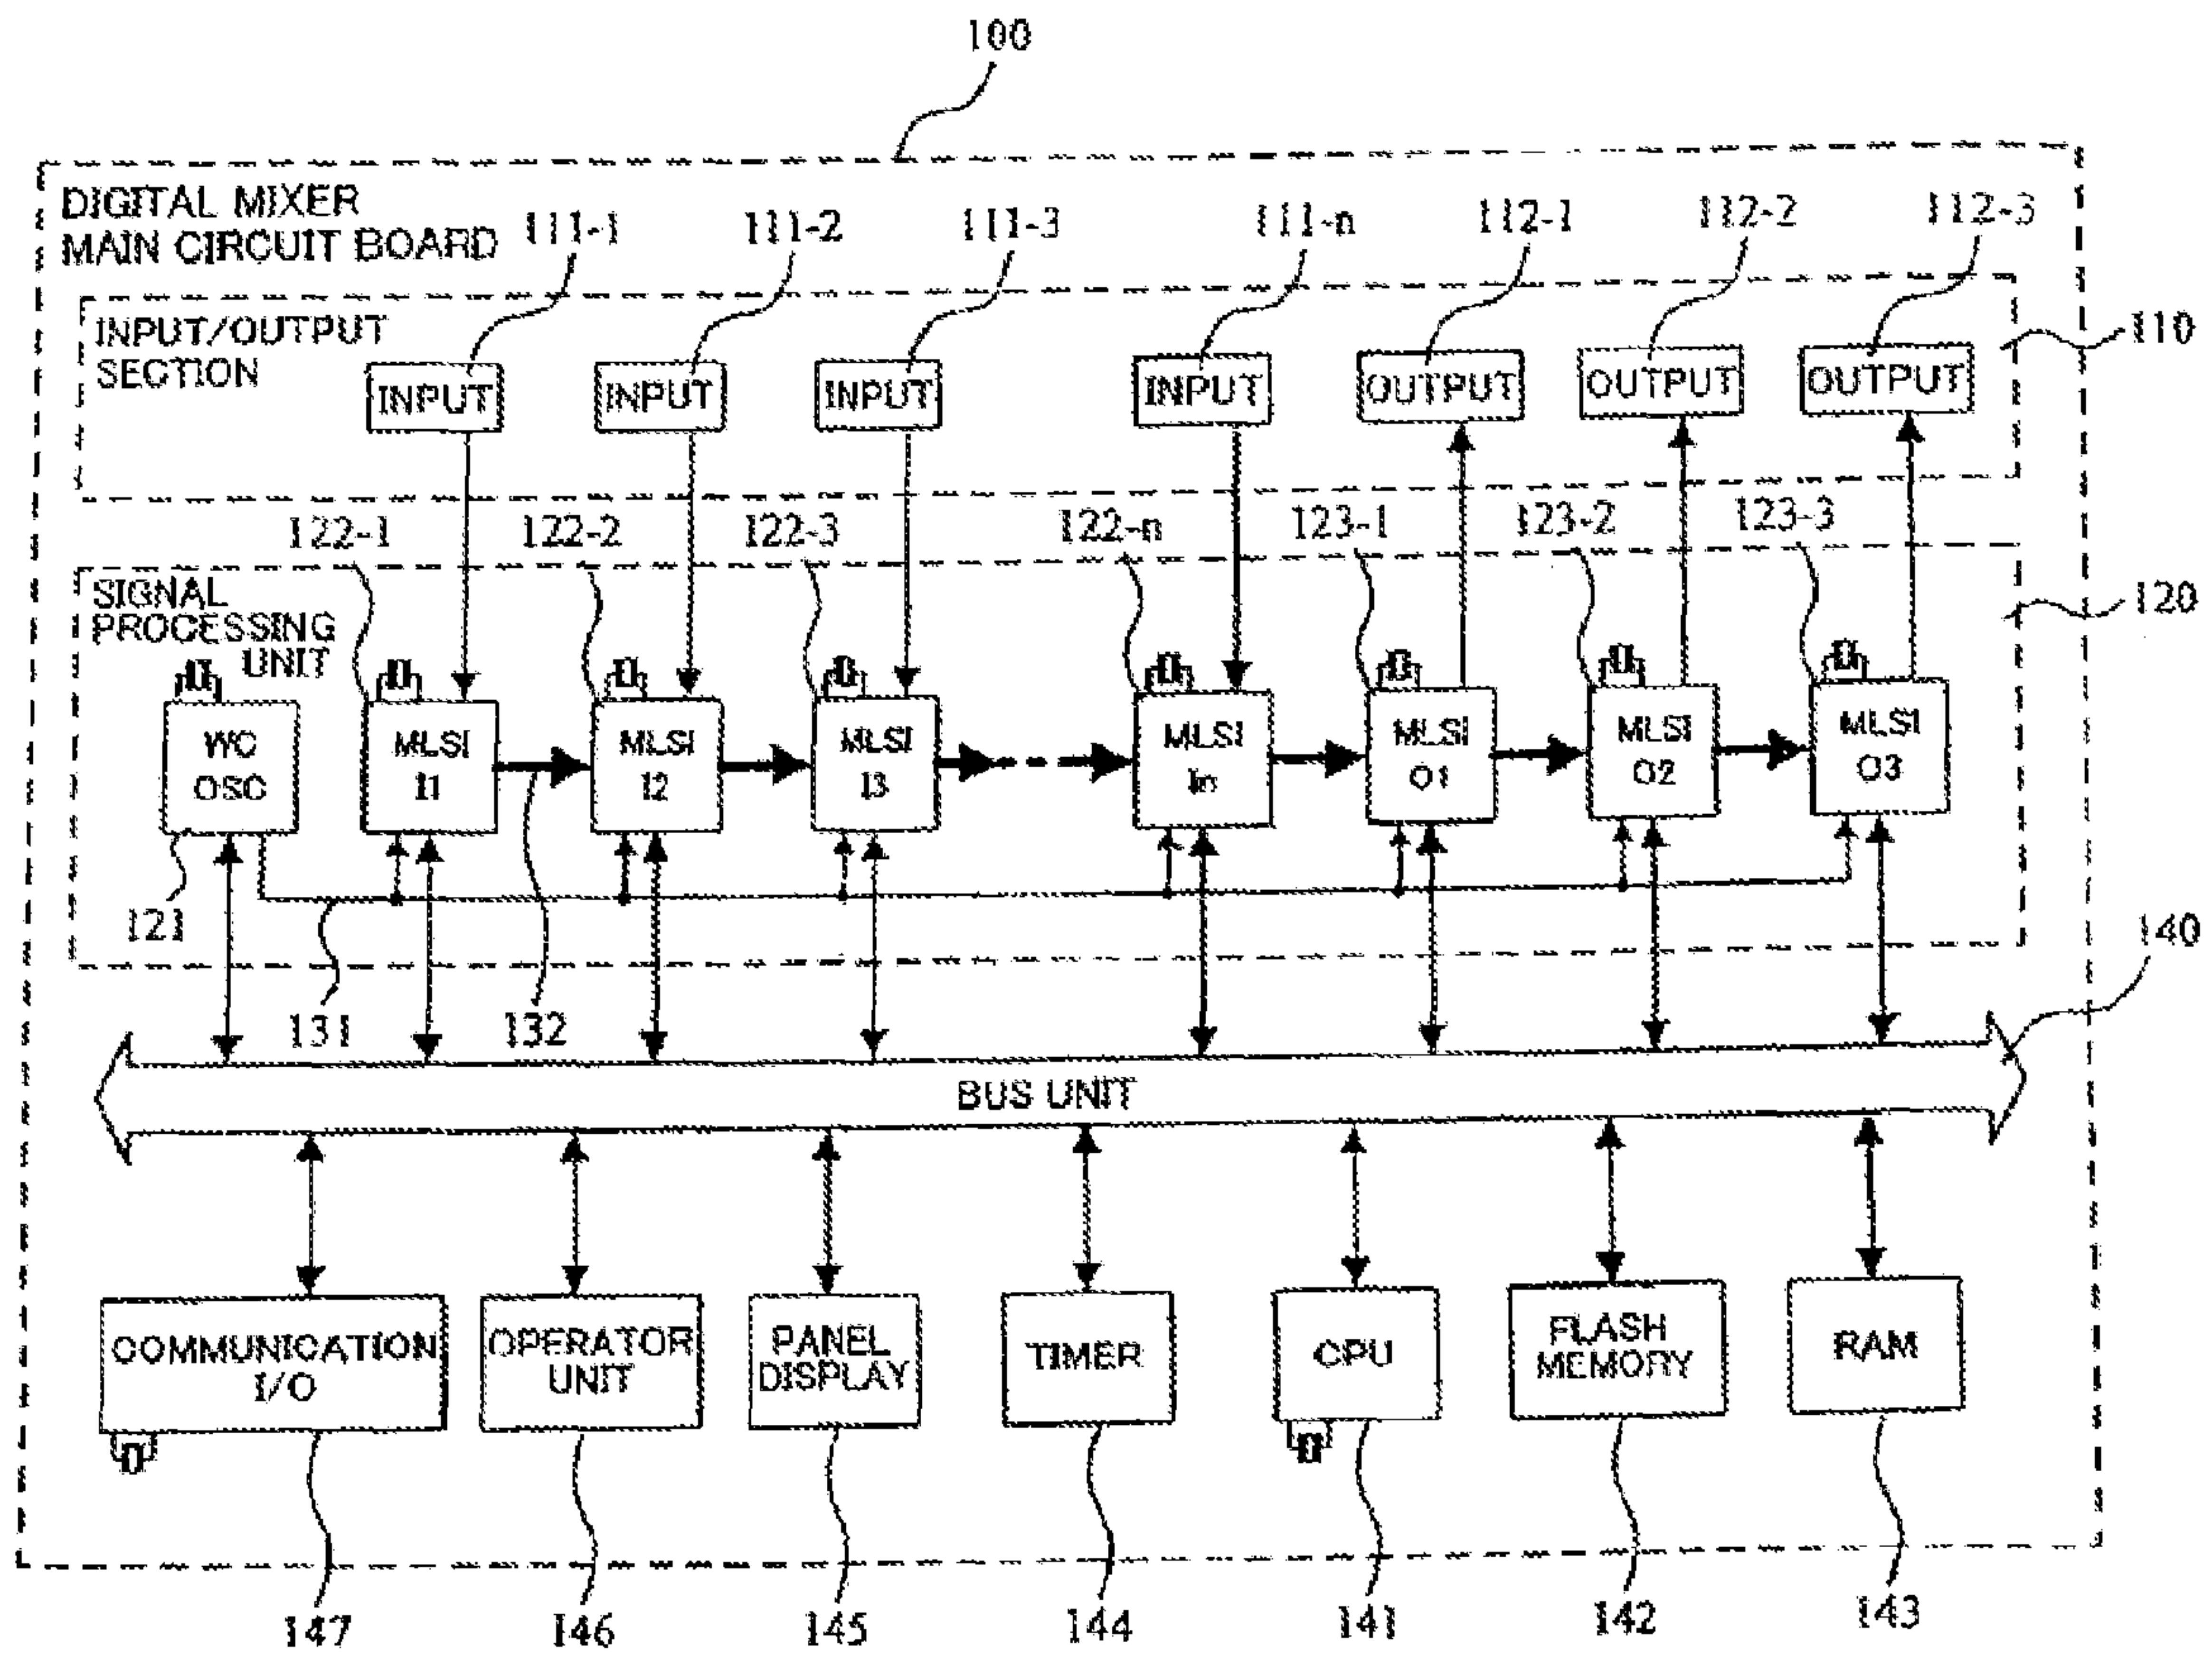 100
DIGITAL MIXER
MAIN CIRCUIT BOARD
111-1
111-2
111-3
111-n
112-1
112-2
112-3
INPUT/OUTPUT
SECTION
110
INPUT
INPUT
INPUT
INPUT
OUTPUT
OUTPUT
OUTPUT
122-1
122-2
122-3
122-n
123-1
123-2
123-3
SIGNAL
PROCESSING
UNIT
120
WC
OSC
MLSI
I1
MLSI
I2
MLSI
I3
MLSI
In
MLSI
O1
MLSI
O2
MLSI
O3
121
131
132
140
BUS UNIT
COMMUNICATION
I/O
OPERATOR
UNIT
PANEL
DISPLAY
TIMER
CPU
FLASH
MEMORY
RAM
147
146
145
144
141
142
143